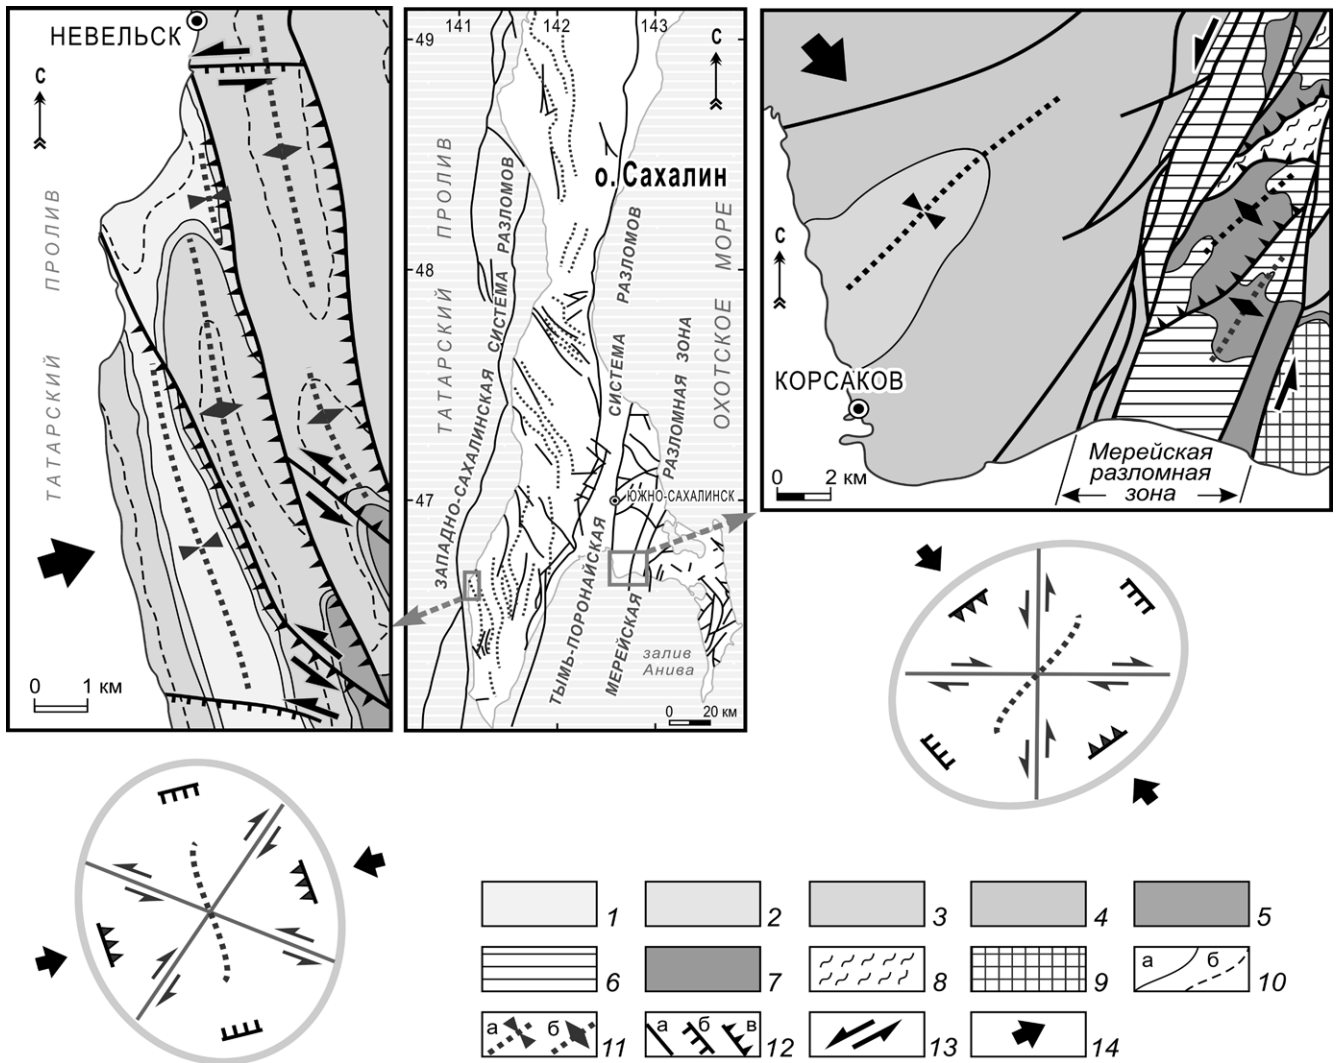 НЕВЕЛЬСК
С
ТАТАРСКИЙ ПРОЛИВ
0 1 км
141 142 143
49
48
47
С
о. Сахалин
ТАТАРСКИЙ ПРОЛИВ
ЗАПАДНО-САХАЛИНСКАЯ СИСТЕМА РАЗЛОМОВ
ТЫМЬ-ПОРОНАЙСКАЯ СИСТЕМА РАЗЛОМОВ
МЕРЕЙСКАЯ РАЗЛОМНАЯ ЗОНА
ОХОТСКОЕ МОРЕ
ЮЖНО-САХАЛИНСК
залив
Анива
0 20 км
С
КОРСАКОВ
0 2 км
Мерейская
разломная
зона
1 2 3 4 5
6 7 8 9 а б 10
а б 11 а б в 12 13 14